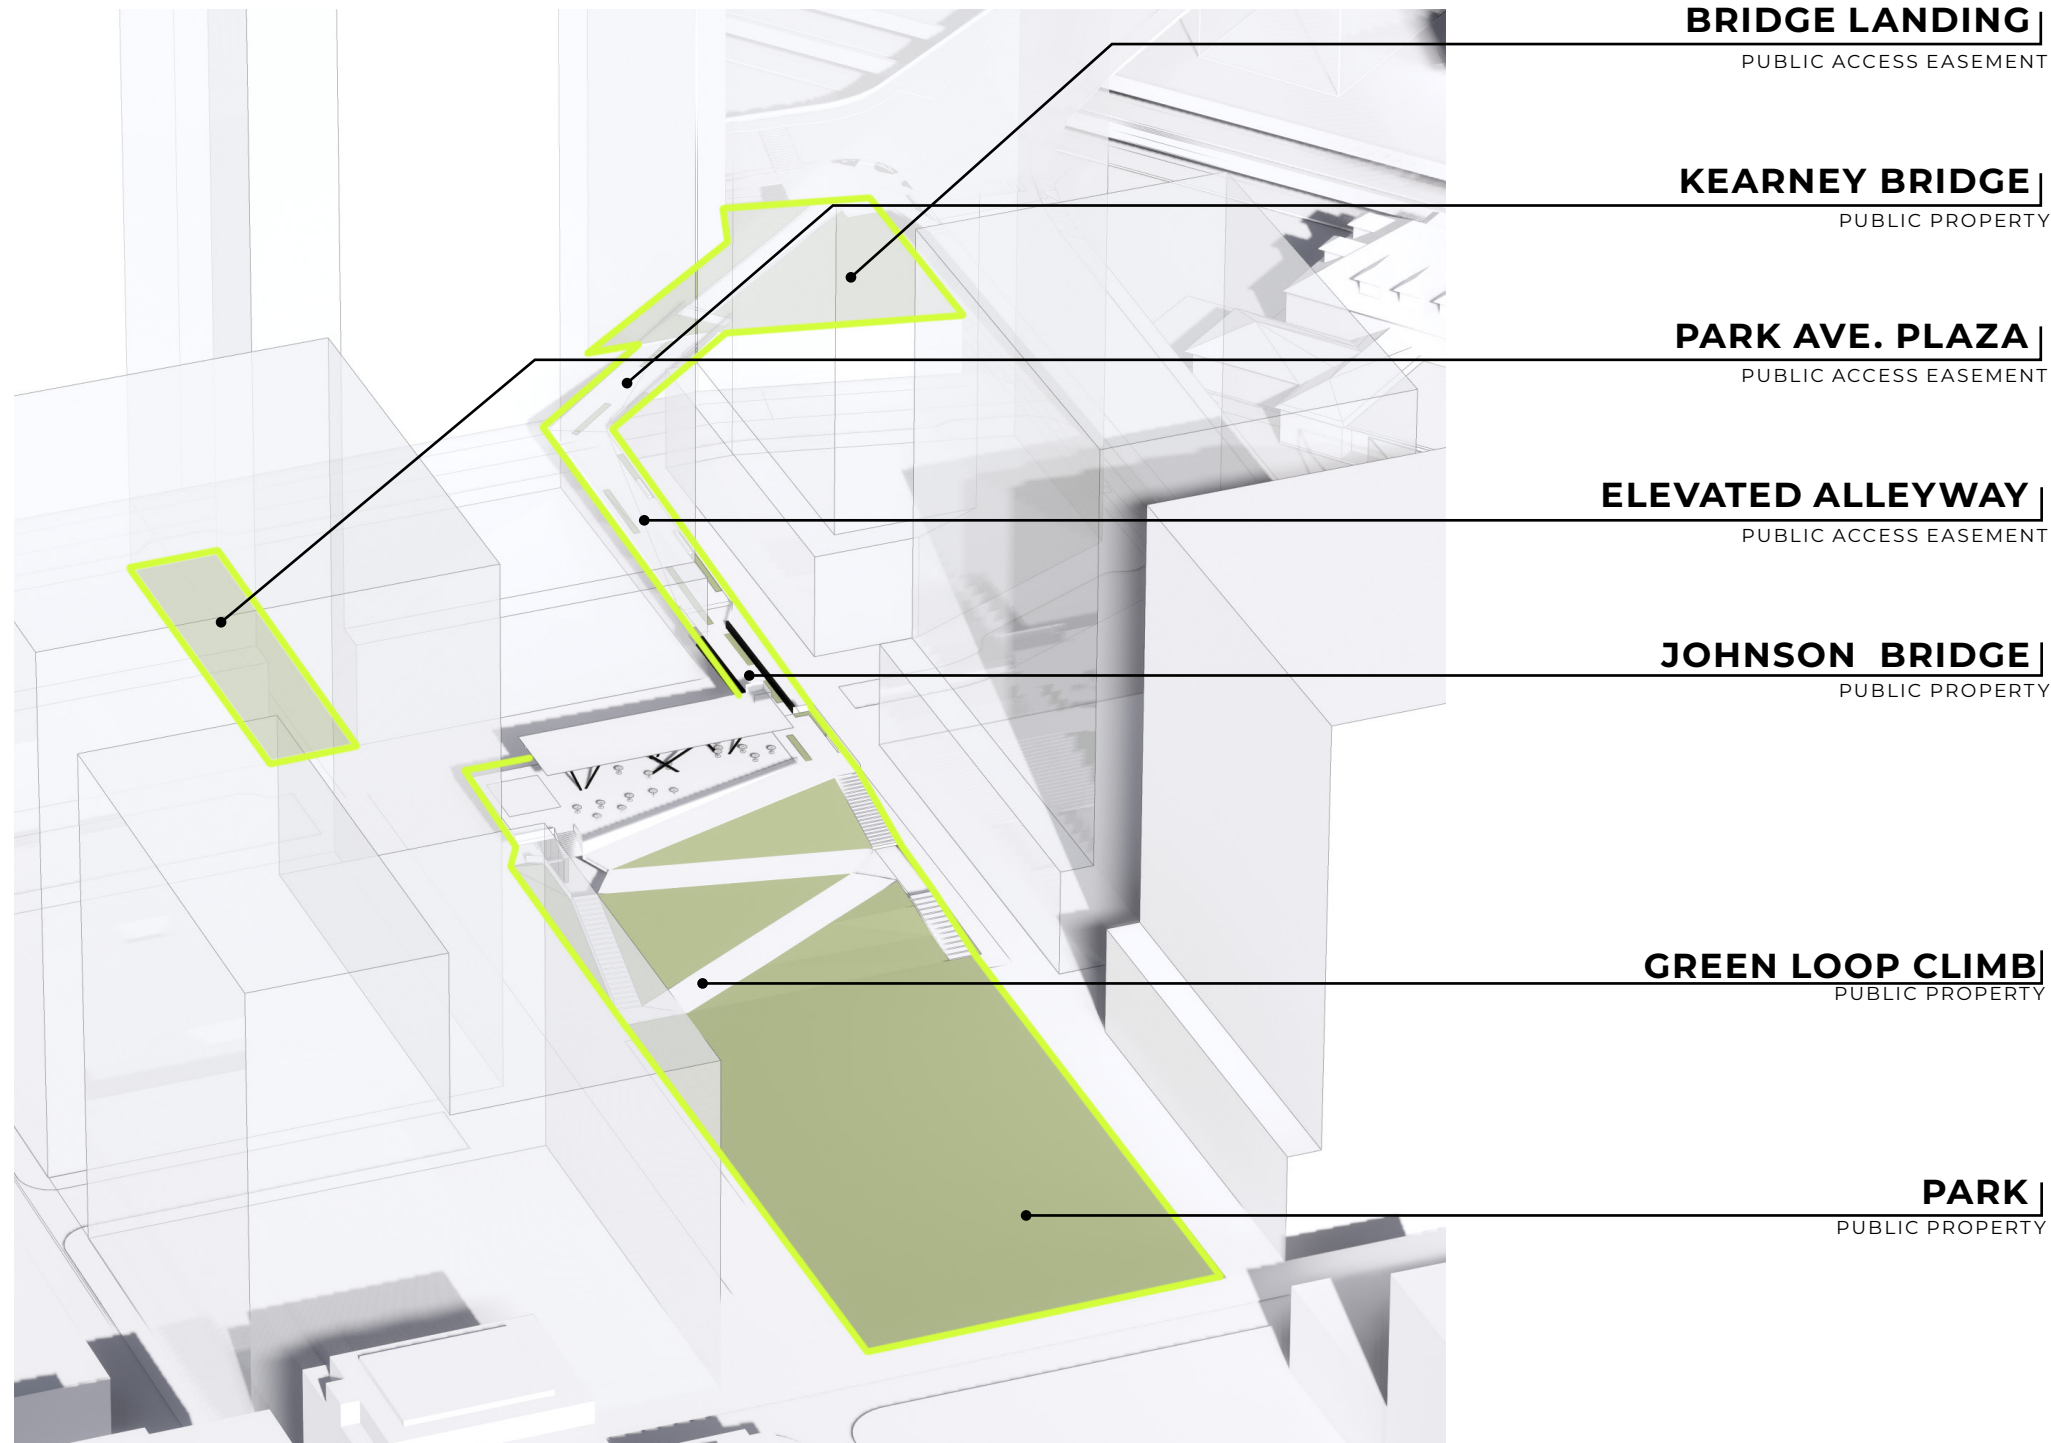 BRIDGE LANDING
PUBLIC ACCESS EASEMENT
KEARNEY BRIDGE
PUBLIC PROPERTY
PARK AVE. PLAZA
PUBLIC ACCESS EASEMENT
ELEVATED ALLEYWAY
PUBLIC ACCESS EASEMENT
JOHNSON BRIDGE
PUBLIC PROPERTY
GREEN LOOP CLIMB
PUBLIC PROPERTY
PARK
PUBLIC PROPERTY